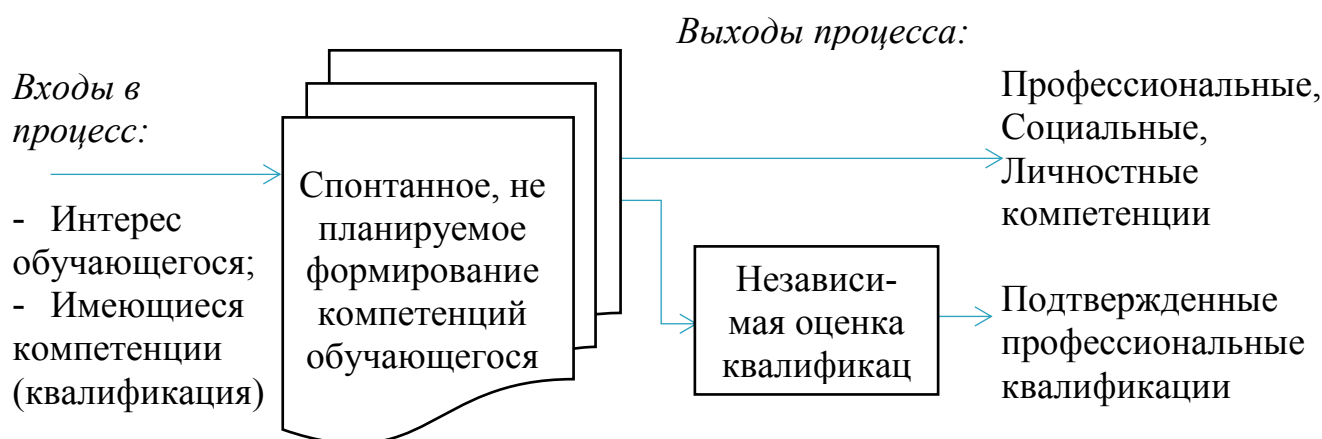 Выходы процесса:
Входы в
процесс:
- Интерес
обучающегося;
- Имеющиеся
компетенции
(квалификация)
Спонтанное, не
планируемое
формирование
компетенций
обучающегося
Профессиональные,
Социальные,
Личностные
компетенции
Независи-
мая оценка
квалификац
Подтвержденные
профессиональные
квалификации